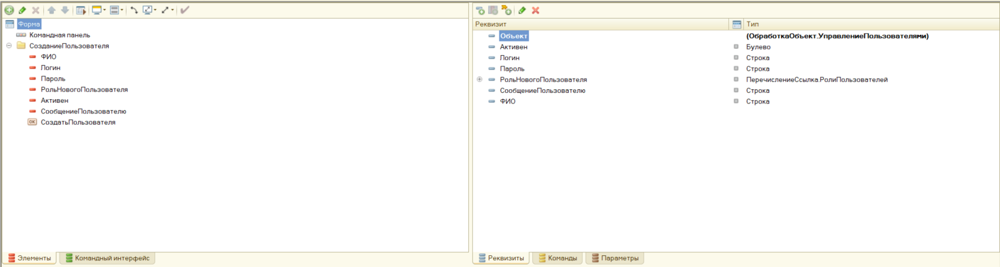 Форма
Командная панель
СозданиеПользователя
ФИО
Логин
Пароль
РольНовогоПользователя
Активен
СообщениеПользователю
OK СоздатьПользователя
Элементы Командный интерфейс
Реквизит Тип
Объект (ОбработкаОбъект.УправлениеПользователями)
Активен Булево
Логин Строка
Пароль Строка
РольНовогоПользователя ПеречислениеСсылка.РолиПользователей
СообщениеПользователю Строка
ФИО Строка
Реквизиты Команды Параметры